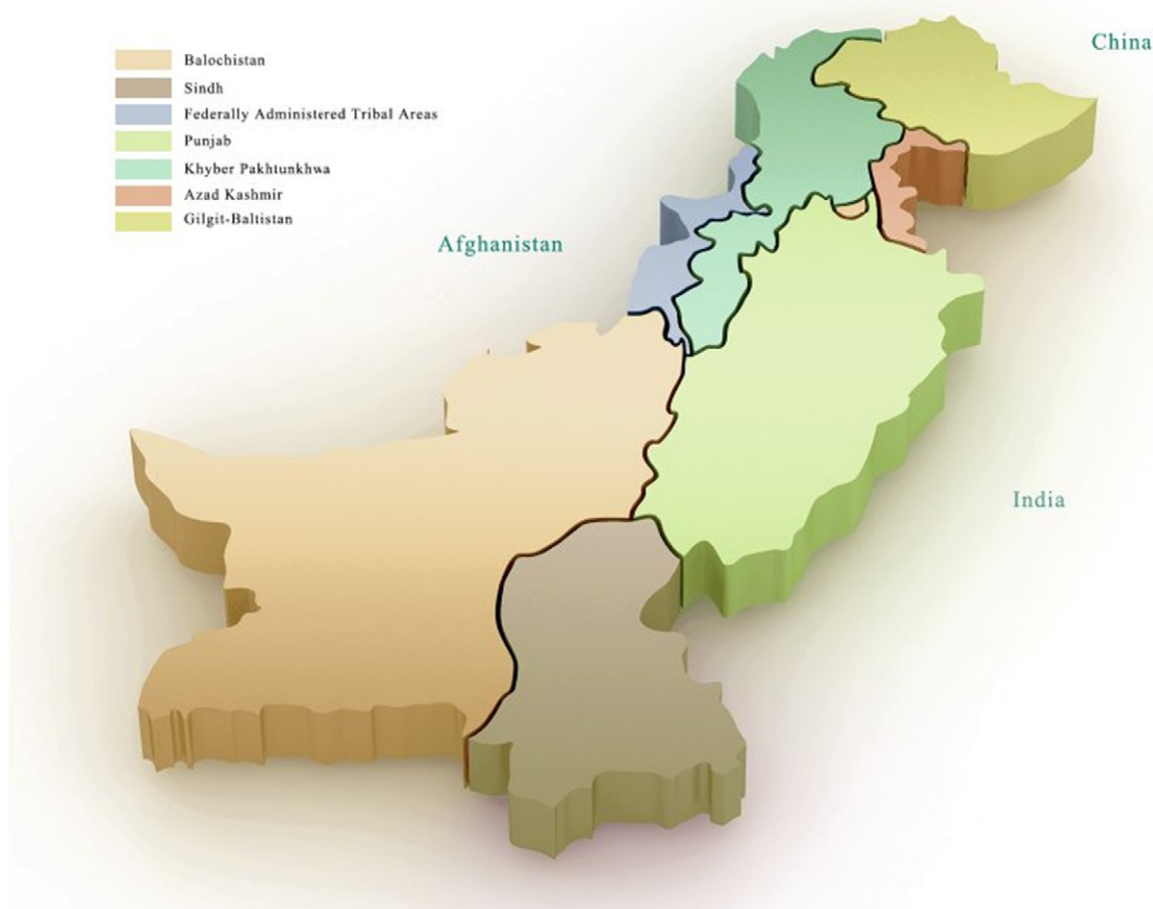 Balochistan
Sindh
Federally Administered Tribal Areas
Punjab
Khyber Pakhtunkhwa
Azad Kashmir
Gilgit-Baltistan
China
Afghanistan
India